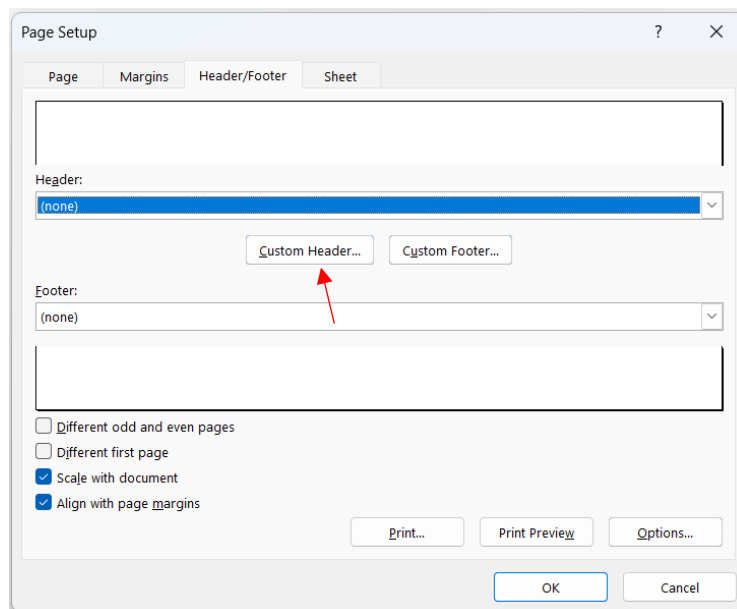 Page Setup ? ×
Page Margins Header/Footer Sheet
Header:
(none)
Custom Header... Custom Footer...
Footer:
(none)
Different odd and even pages
Different first page
Scale with document
Align with page margins
Print... Print Preview Options...
OK Cancel